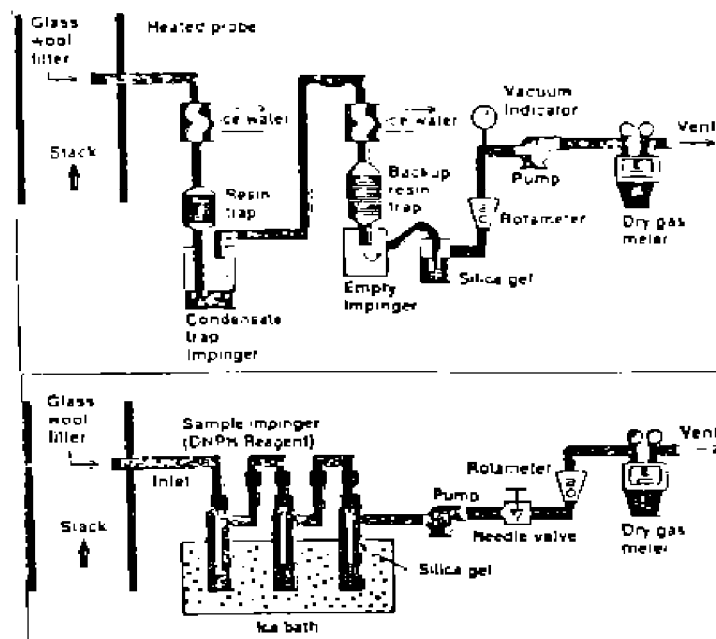 Glass
wool
filter
Heated probe
Stack
Ice water
Resin
trap
Condensate
trap
Impinger
Ice water
Backup
resin
trap
Empty
Impinger
Silica gel
Vacuum
Indicator
Rotameter
Pump
Dry gas
meter
Vent
Glass
wool
filter
Stack
Inlet
Sample impinger
(DNPH Reagent)
Silica gel
Ice bath
Pump
Needle valve
Rotameter
Dry gas
meter
Vent